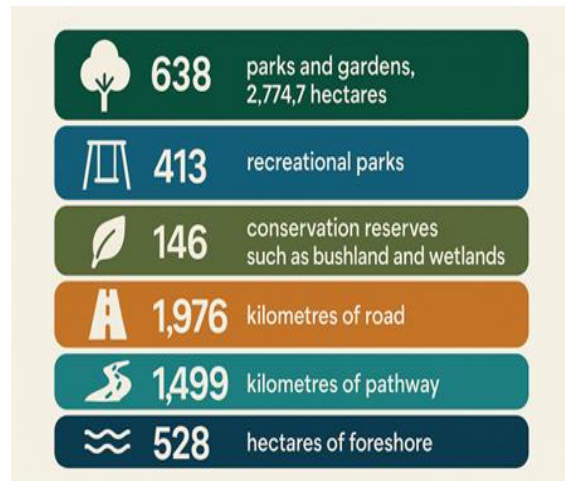 638 parks and gardens,
2,774,7 hectares
413 recreational parks
146 conservation reserves
such as bushland and wetlands
1,976 kilometres of road
1,499 kilometres of pathway
528 hectares of foreshore